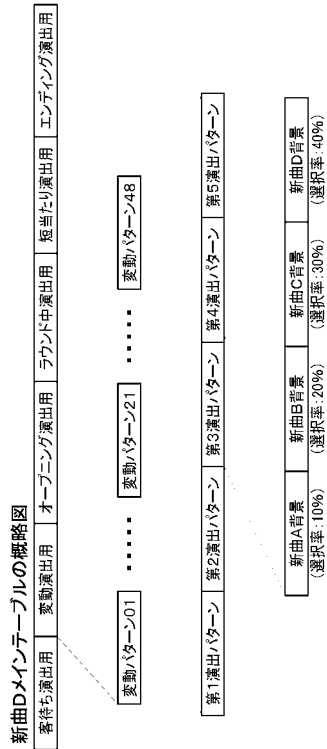 新曲Dメインテーブルの概略図
客待ち演出用 変動演出用 オープニング演出用 ラウンド中演出用 短当たり演出用 エンディング演出用
変動パターン01 ・・・・・ 変動パターン21 ・・・・・ 変動パターン48
第1演出パターン 第2演出パターン 第3演出パターン 第4演出パターン 第5演出パターン
新曲A背景 新曲B背景 新曲C背景 新曲D背景
(選択率:10%) (選択率:20%) (選択率:30%) (選択率:40%)